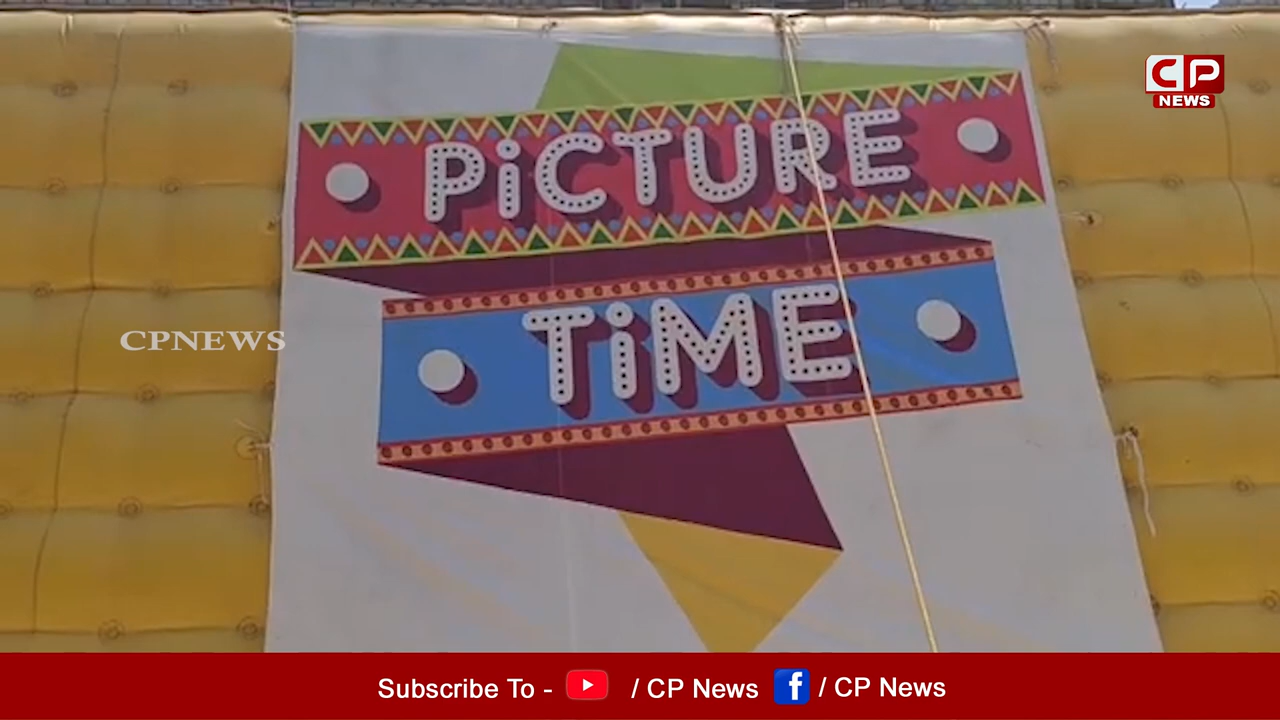 CP
NEWS
PiCTURE
TiME
CPNEWS
Subscribe To - / CP News / CP News